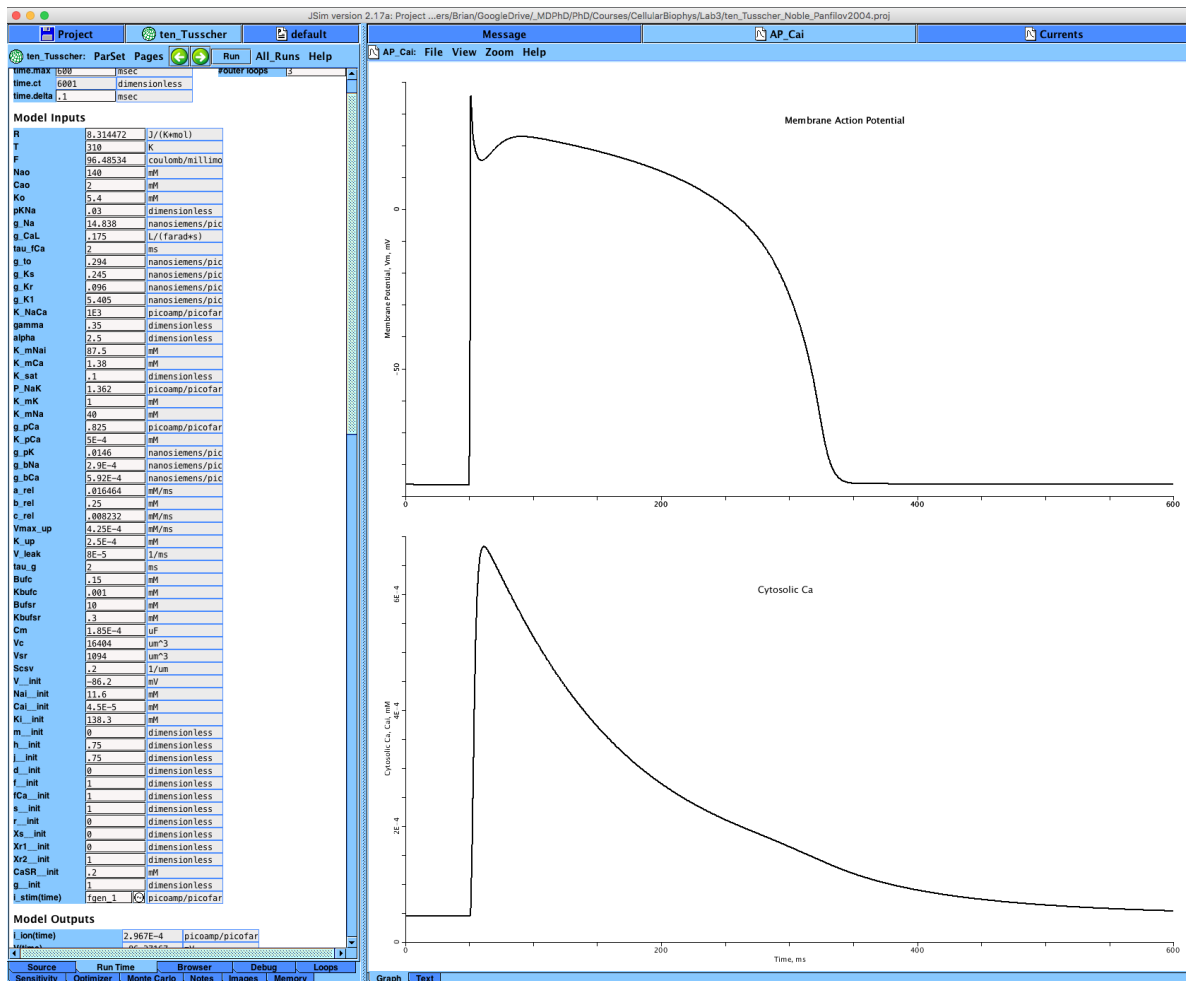 JSim version 2.17a: Project ...ers/Brian/GoogleDrive/_MDPhD/PhD/Courses/CellularBiophys/Lab3/ten_Tusscher_Noble_Panfilov2004.proj
Project ten_Tusscher default
ten_Tusscher: ParSet Pages Run All_Runs Help
time.max 600 msec #outer loops 3
time.ct 6001 dimensionless
time.delta .1 msec
Model Inputs
R 8.314472 J/(K*mol)
T 310 K
F 96.48534 coulomb/millimo
Nao 140 mM
Cao 2 mM
Ko 5.4 mM
pKNa .03 dimensionless
g_Na 14.838 nanosiemens/pic
g_CaL .175 L/(farad*s)
tau_fCa 2 ms
g_to .294 nanosiemens/pic
g_Ks .245 nanosiemens/pic
g_Kr .096 nanosiemens/pic
g_K1 5.405 nanosiemens/pic
K_NaCa 1E3 picoamp/picofar
gamma .35 dimensionless
alpha 2.5 dimensionless
K_mNai 87.5 mM
K_mCa 1.38 mM
K_sat .1 dimensionless
P_NaK 1.362 picoamp/picofar
K_mK 1 mM
K_mNa 40 mM
g_pCa .825 picoamp/picofar
K_pCa 5E-4 mM
g_pK .0146 nanosiemens/pic
g_bNa 2.9E-4 nanosiemens/pic
g_bCa 5.92E-4 nanosiemens/pic
a_rel .016464 mM/ms
b_rel .25 mM
c_rel .008232 mM/ms
Vmax_up 4.25E-4 mM/ms
K_up 2.5E-4 mM
V_leak 8E-5 1/ms
tau_g 2 ms
Bufc .15 mM
Kbufc .001 mM
Bufsr 10 mM
Kbufsr .3 mM
Cm 1.85E-4 uF
Vc 16404 um^3
Vsr 1094 um^3
Scsv .2 1/um
V__init -86.2 mV
Nai__init 11.6 mM
Cai__init 4.5E-5 mM
Ki__init 138.3 mM
m__init 0 dimensionless
h__init .75 dimensionless
j__init .75 dimensionless
d__init 0 dimensionless
f__init 1 dimensionless
fCa__init 1 dimensionless
s__init 1 dimensionless
r__init 0 dimensionless
Xs__init 0 dimensionless
Xr1__init 0 dimensionless
Xr2__init 1 dimensionless
CaSR__init .2 mM
g__init 1 dimensionless
i_stim(time) fgen_1 picoamp/picofar
Model Outputs
i_ion(time) 2.967E-4 picoamp/picofar
Source Run Time Browser Debug Loops
Sensitivity Optimizer Monte Carlo Notes Images Memory
Message AP_Cai Currents
AP_Cai: File View Zoom Help
Membrane Action Potential
Membrane Potential, Vm, mV
0
-50
0 200 400 600
Cytosolic Ca
Cytosolic Ca, Cai, mM
6E-4
4E-4
2E-4
0
0 200 400 600
Time, ms
Graph Text